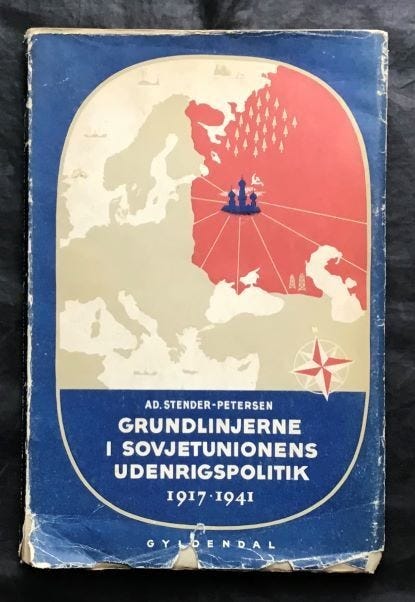 AD. STENDER-PETERSEN
GRUNDLINJERNE
I SOVJETUNIONENS
UDENRIGSPOLITIK
1917·1941
GYLDENDAL